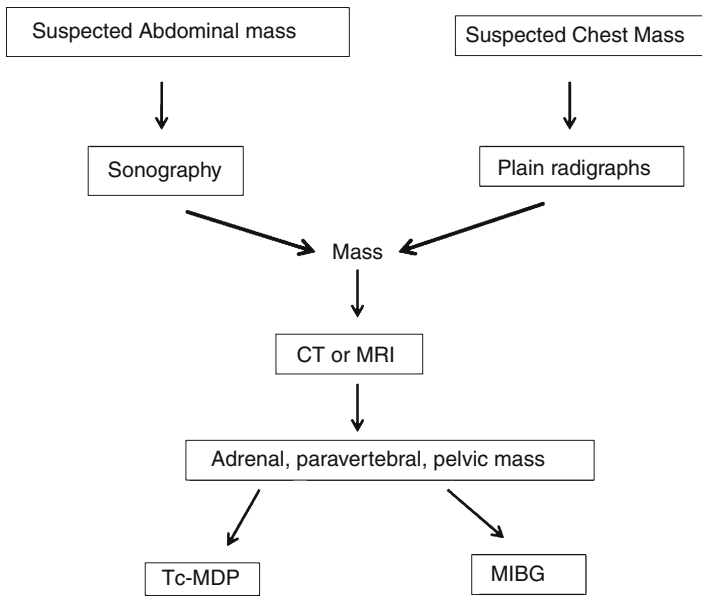 Suspected Abdominal mass
Suspected Chest Mass
Sonography
Plain radigraphs
Mass
CT or MRI
Adrenal, paravertebral, pelvic mass
Tc-MDP
MIBG